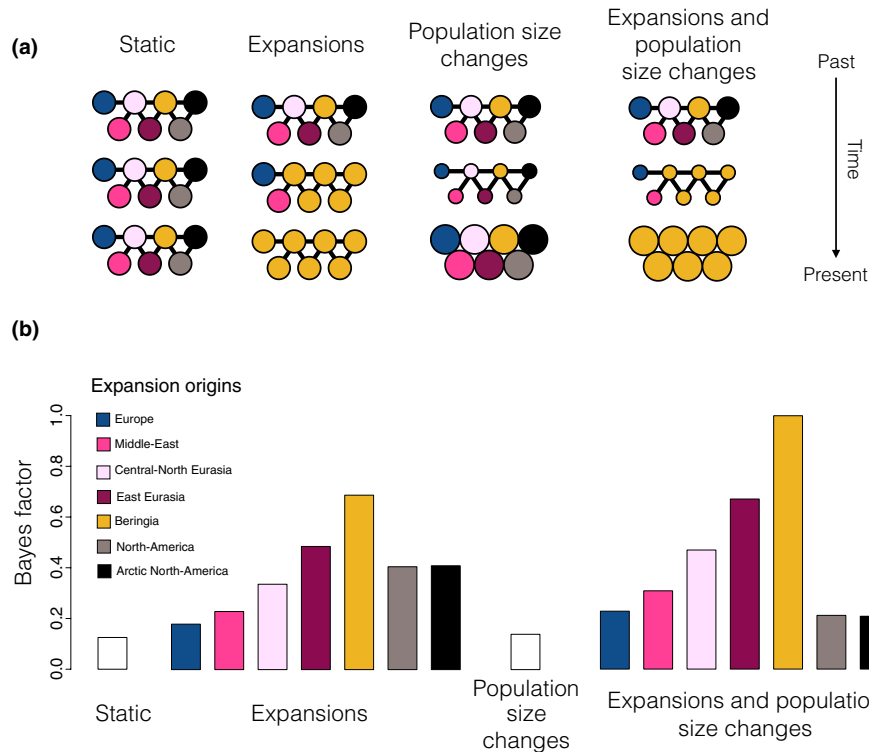 (a)
Static
Expansions
Population size
changes
Expansions and
population
size changes
Past
Time
Present
(b)
Expansion origins
Europe
Middle-East
Central-North Eurasia
East Eurasia
Beringia
North-America
Arctic North-America
Bayes factor
1.0
0.8
0.6
0.4
0.2
0.0
Static
Expansions
Population
size
changes
Expansions and populatio
size changes